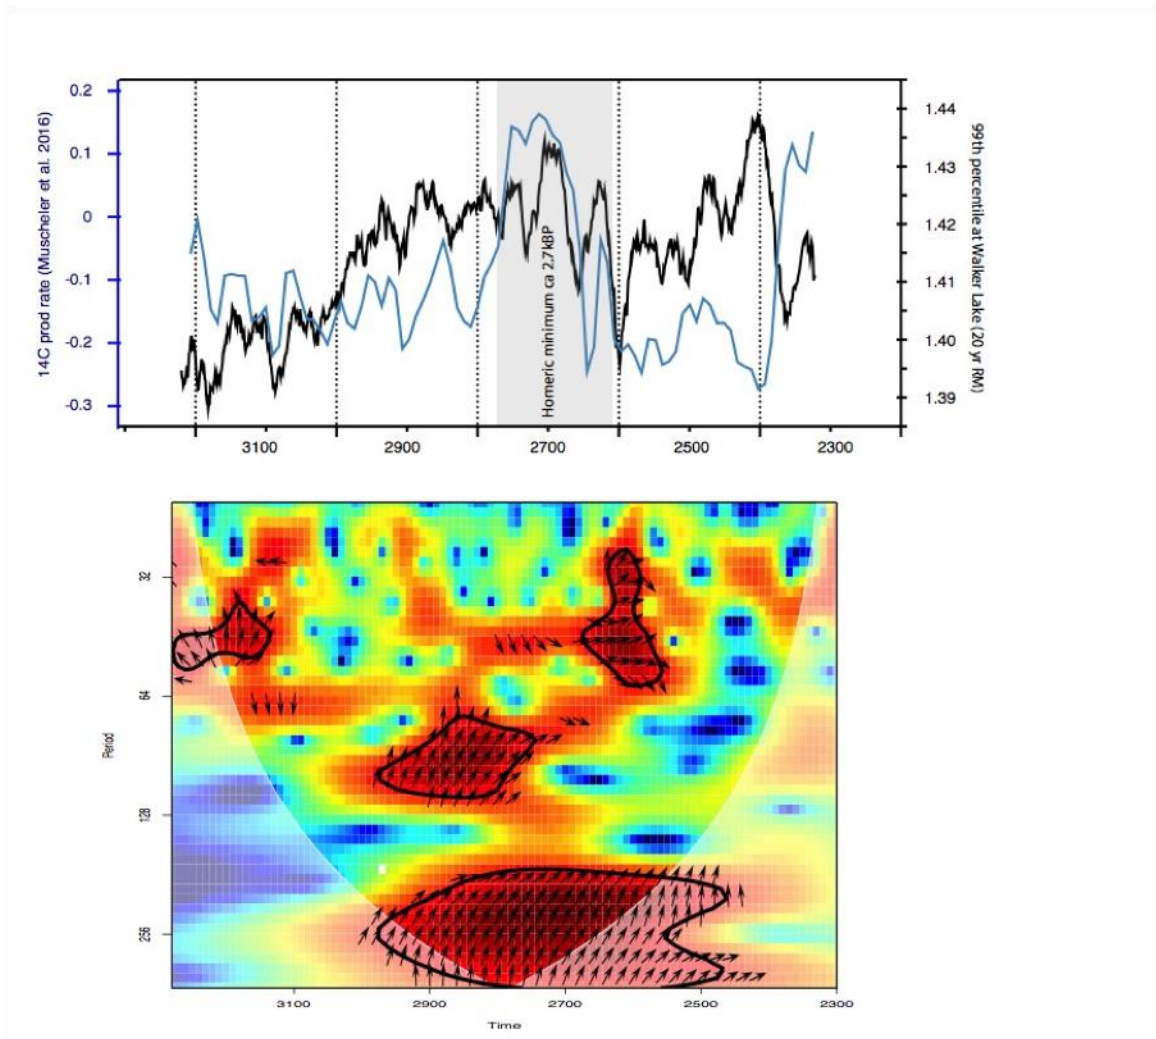 14C prod rate (Muscheler et al. 2016)
0.2
0.1
0
-0.1
-0.2
-0.3
Homeric minimum ca 2.7kBP
1.44
1.43
1.42
1.41
1.40
1.39
99th percentile at Walker Lake (20 yr RM)
3100 2900 2700 2500 2300
Period
32
64
128
256
3100 2900 2700 2500 2300
Time